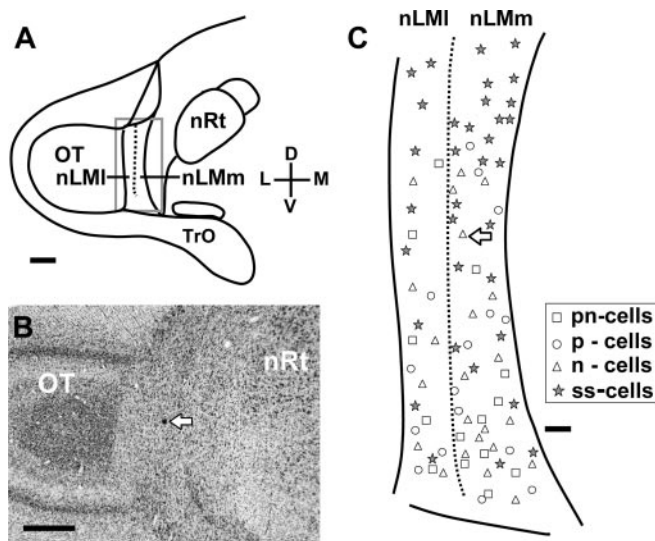 A
OT
nLMl
nLMm
nRt
TrO
D
L M
V
B
OT
nRt
C
nLMl nLMm
pn-cells
p - cells
n - cells
ss-cells